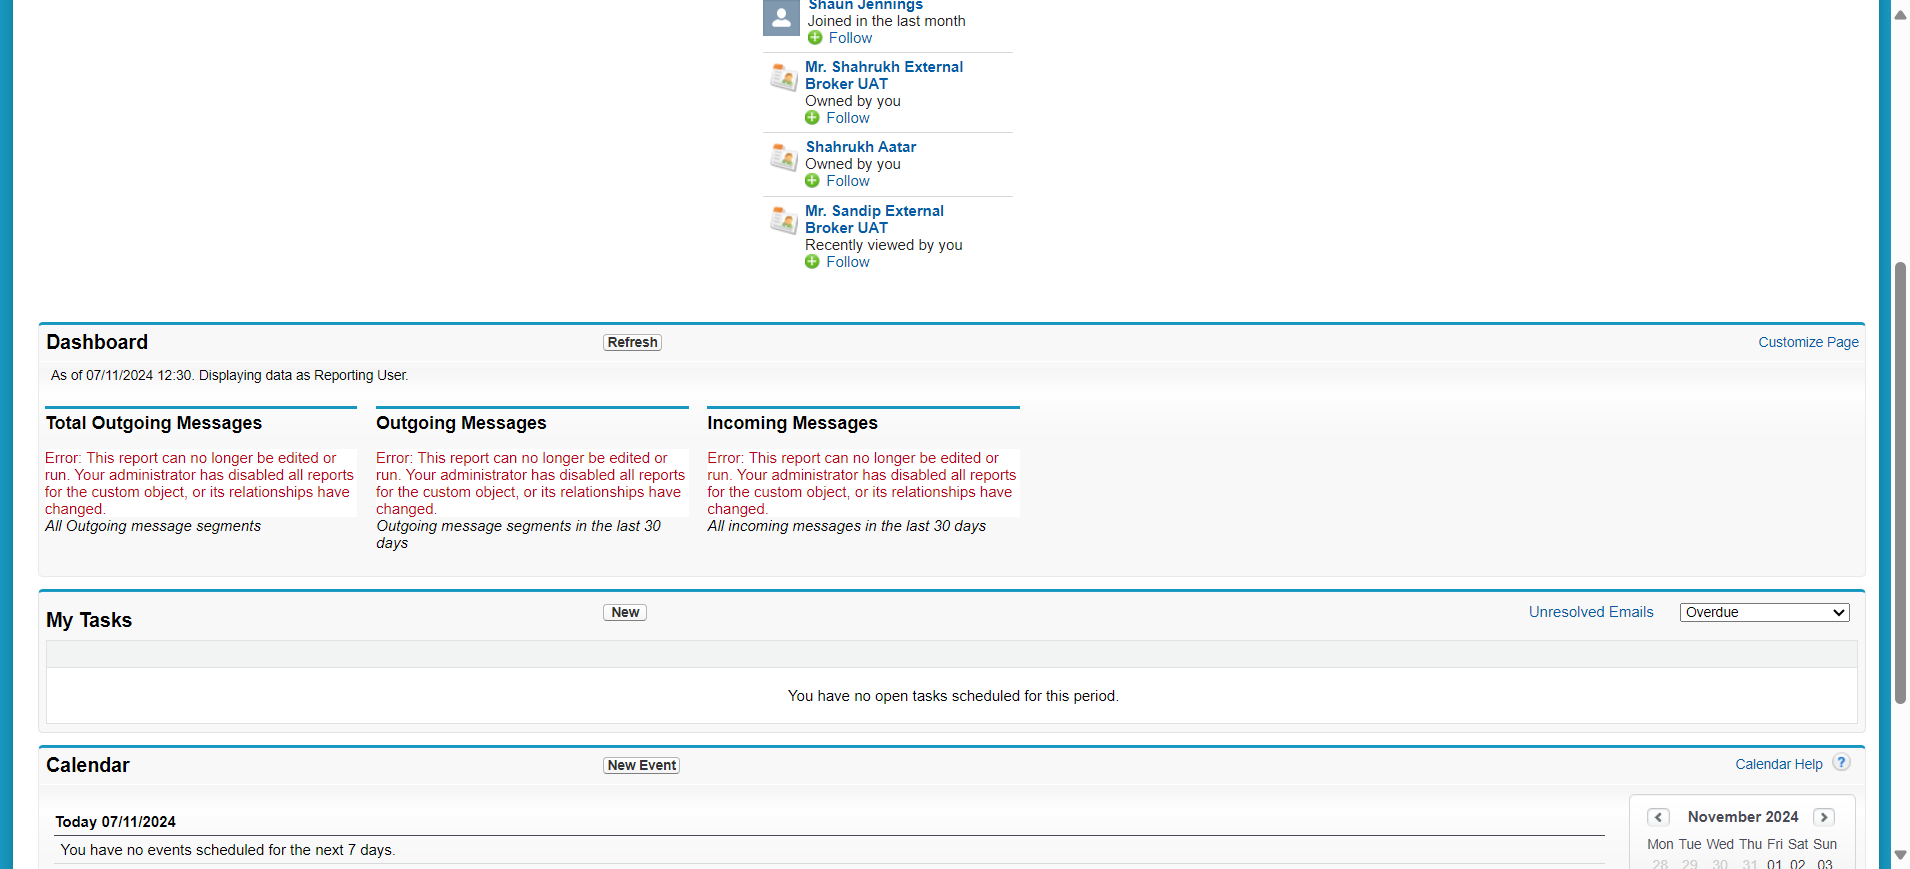 Shaun Jennings
Joined in the last month
Follow
Mr. Shahrukh External
Broker UAT
Owned by you
Follow
Shahrukh Aatar
Owned by you
Follow
Mr. Sandip External
Broker UAT
Recently viewed by you
Follow
Dashboard
Refresh
Customize Page
As of 07/11/2024 12:30. Displaying data as Reporting User.
Total Outgoing Messages
Error: This report can no longer be edited or
run. Your administrator has disabled all reports
for the custom object, or its relationships have
changed.
All Outgoing message segments
Outgoing Messages
Error: This report can no longer be edited or
run. Your administrator has disabled all reports
for the custom object, or its relationships have
changed.
Outgoing message segments in the last 30
days
Incoming Messages
Error: This report can no longer be edited or
run. Your administrator has disabled all reports
for the custom object, or its relationships have
changed.
All incoming messages in the last 30 days
My Tasks
New
Unresolved Emails
Overdue
You have no open tasks scheduled for this period.
Calendar
New Event
Calendar Help ?
Today 07/11/2024
You have no events scheduled for the next 7 days.
November 2024
Mon Tue Wed Thu Fri Sat Sun
28 29 30 31 01 02 03